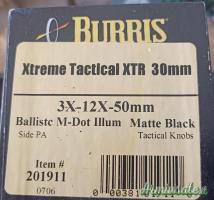 BURRIS
Xtreme Tactical XTR 30mm
3X-12X-50mm
Ballistc M-Dot Illum Matte Black
Side PA Tactical Knobs
Item #
201911
0706